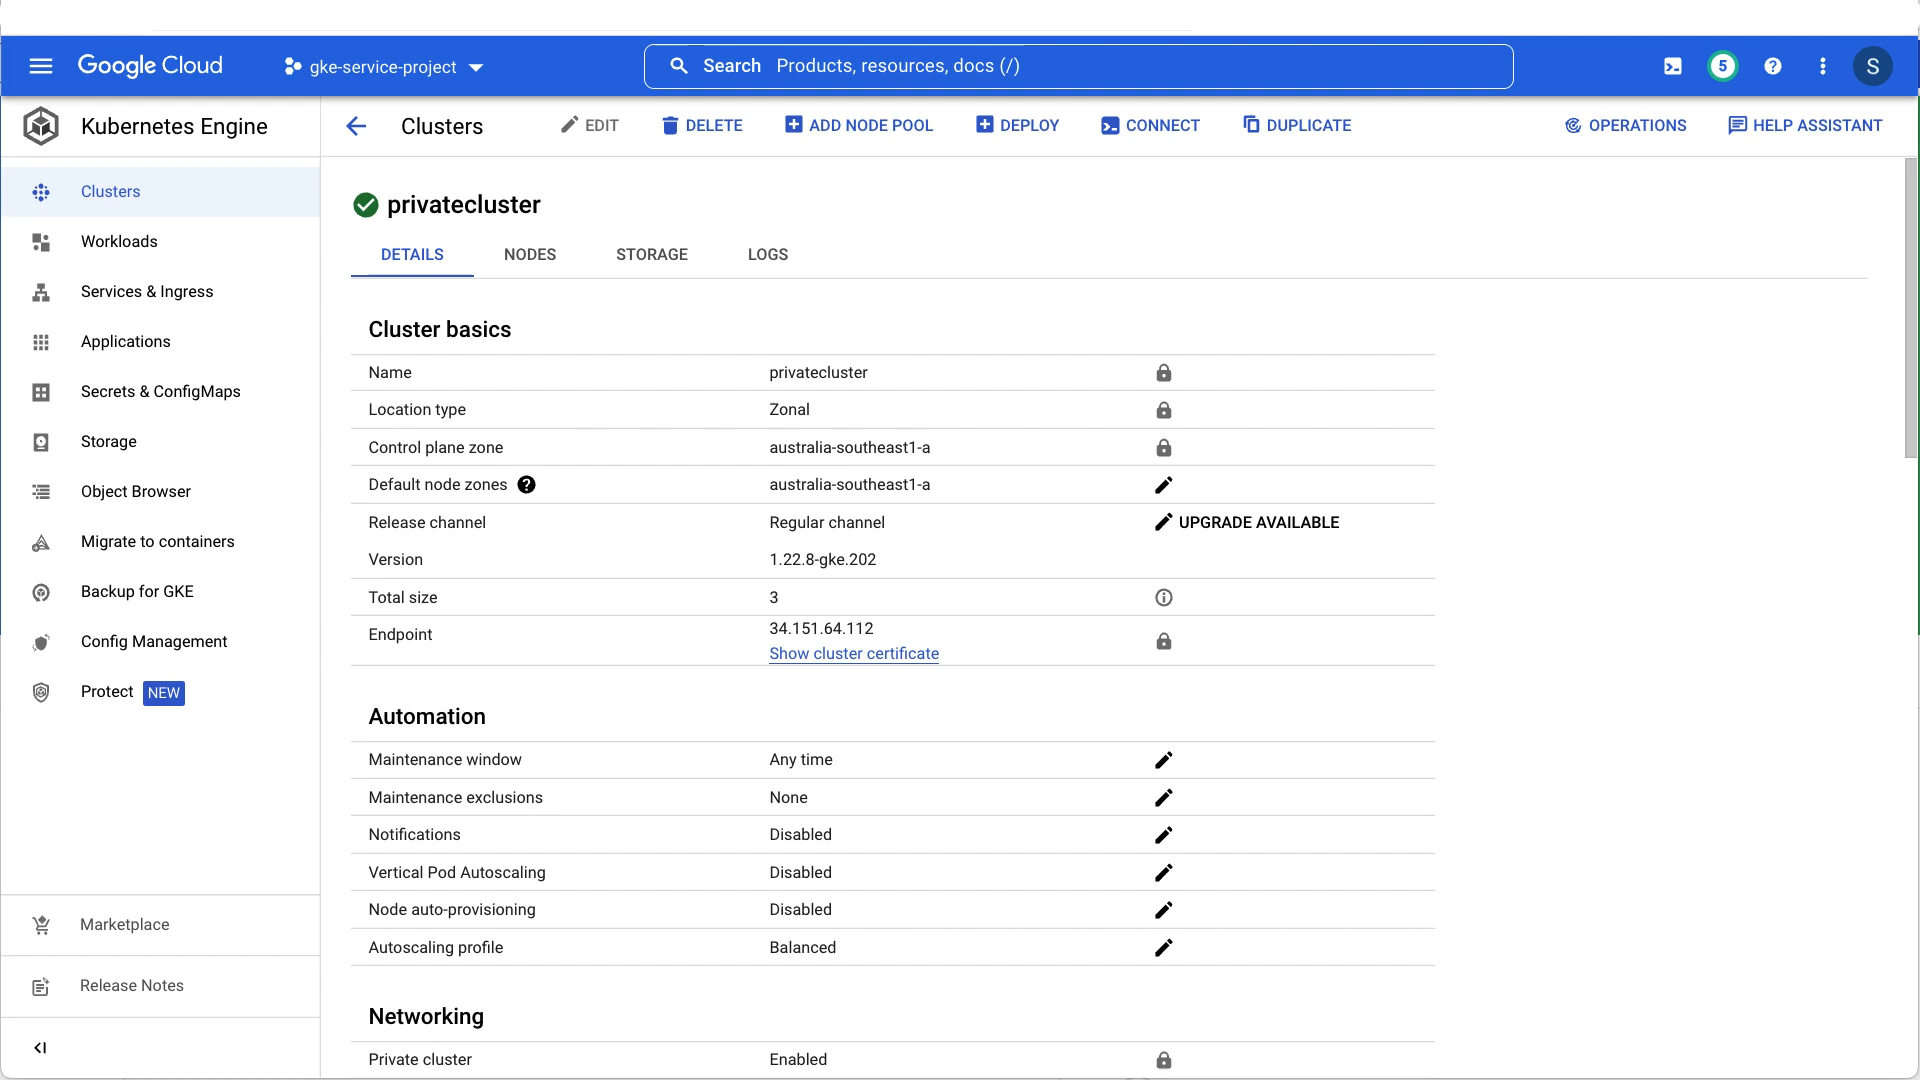 Google Cloud
gke-service-project
Search Products, resources, docs (/)
5
S
Kubernetes Engine
Clusters
EDIT
DELETE
ADD NODE POOL
DEPLOY
CONNECT
DUPLICATE
OPERATIONS
HELP ASSISTANT
Clusters
Workloads
Services & Ingress
Applications
Secrets & ConfigMaps
Storage
Object Browser
Migrate to containers
Backup for GKE
Config Management
Protect NEW
Marketplace
Release Notes
privatecluster
DETAILS NODES STORAGE LOGS
Cluster basics
Name privatecluster
Location type Zonal
Control plane zone australia-southeast1-a
Default node zones australia-southeast1-a
Release channel Regular channel UPGRADE AVAILABLE
Version 1.22.8-gke.202
Total size 3
Endpoint 34.151.64.112
Show cluster certificate
Automation
Maintenance window Any time
Maintenance exclusions None
Notifications Disabled
Vertical Pod Autoscaling Disabled
Node auto-provisioning Disabled
Autoscaling profile Balanced
Networking
Private cluster Enabled